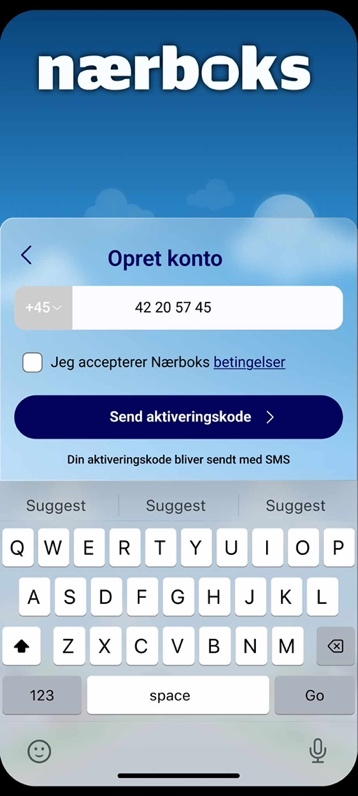 nærboks
Opret konto
+45
42 20 57 45
Jeg accepterer Nærboks betingelser
Send aktiveringskode
Din aktiveringskode bliver sendt med SMS
Suggest Suggest Suggest
Q W E R T Y U I O P
A S D F G H J K L
Z X C V B N M
123 space Go